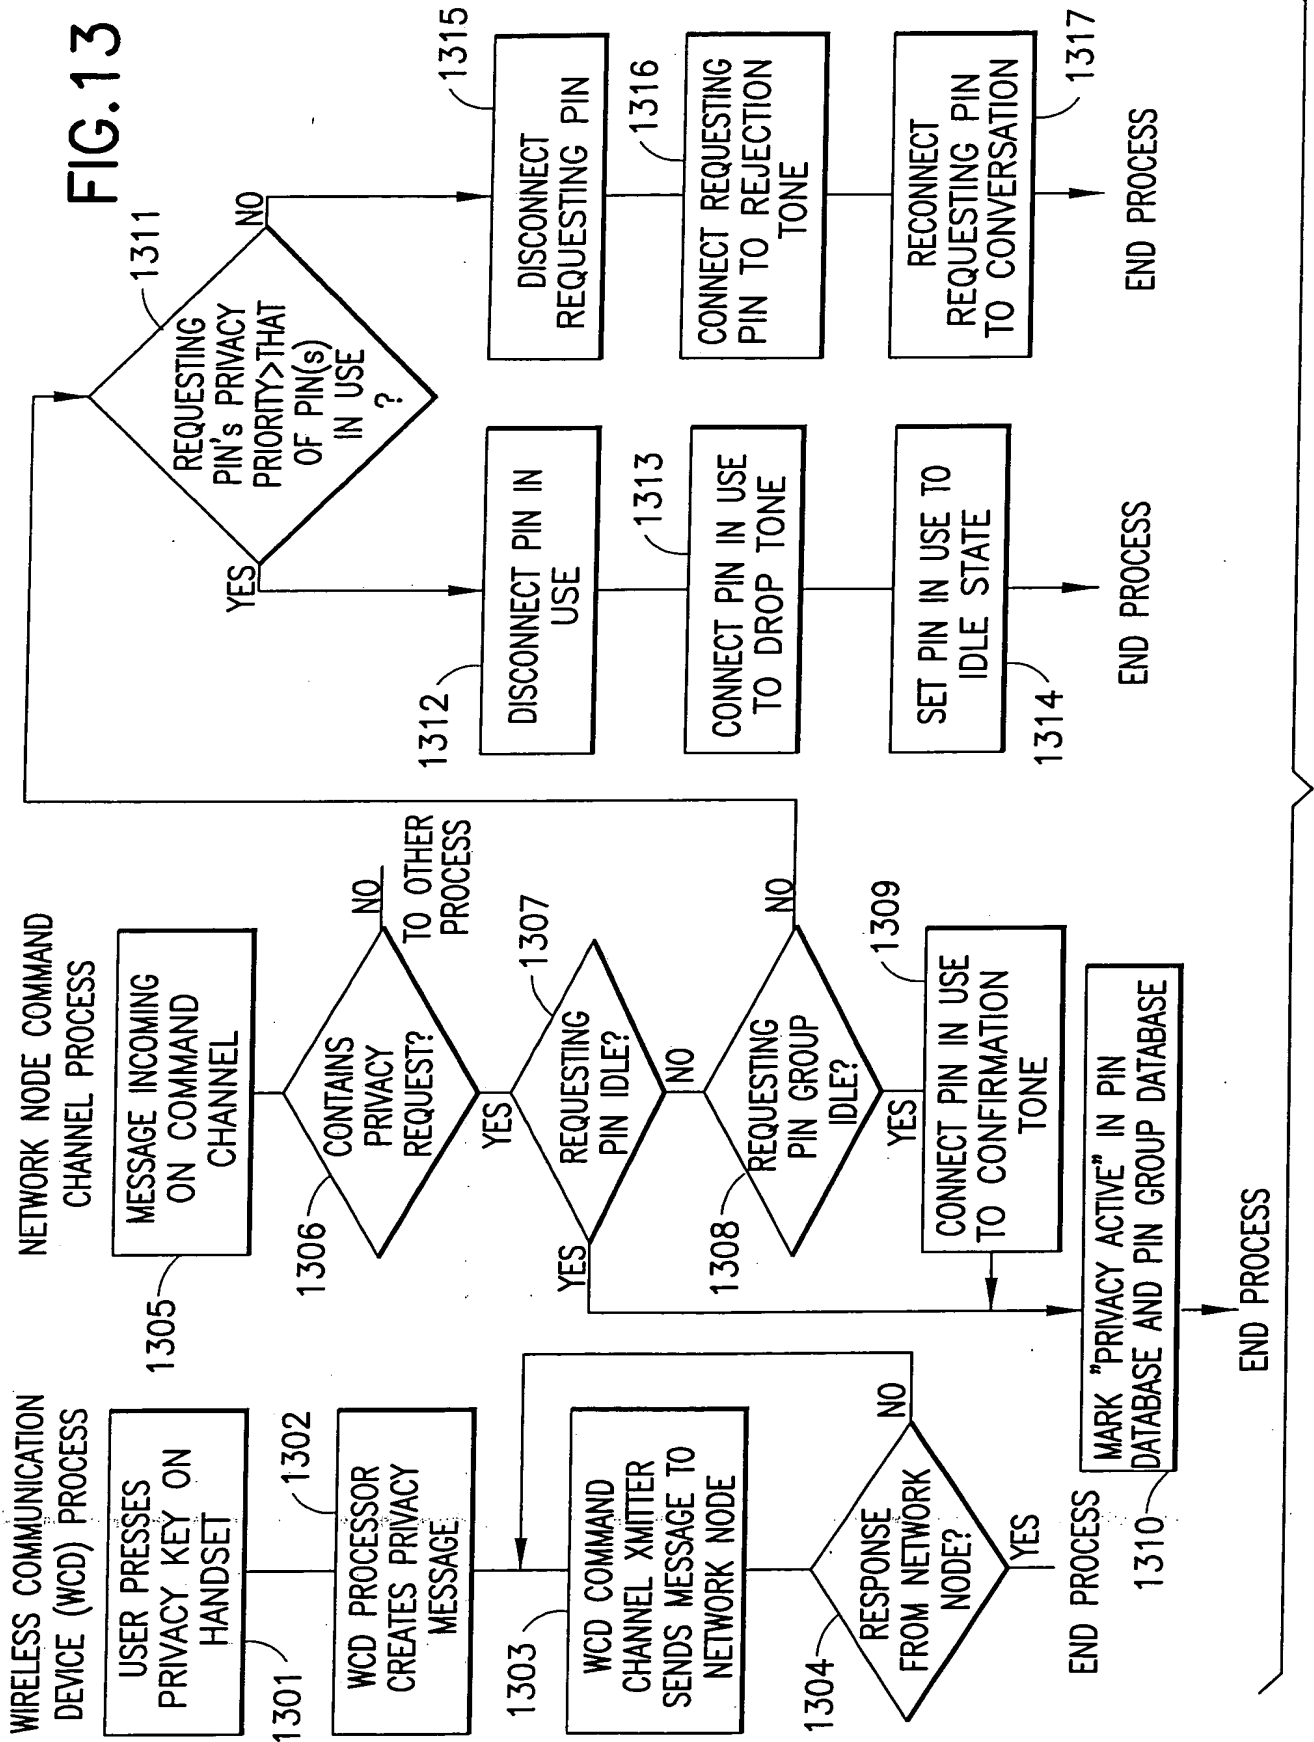 FIG.13
WIRELESS COMMUNICATION
DEVICE (WCD) PROCESS
USER PRESSES
PRIVACY KEY ON
HANDSET
1301
WCD PROCESSOR
CREATES PRIVACY
MESSAGE
1302
WCD COMMAND
CHANNEL XMITTER
SENDS MESSAGE TO
NETWORK NODE
1303
RESPONSE
FROM NETWORK
NODE?
1304
NO
YES
END PROCESS
NETWORK NODE COMMAND
CHANNEL PROCESS
MESSAGE INCOMING
ON COMMAND
CHANNEL
1305
CONTAINS
PRIVACY
REQUEST?
1306
NO
TO OTHER
PROCESS
YES
REQUESTING
PIN IDLE?
1307
YES
NO
REQUESTING
PIN GROUP
IDLE?
1308
NO
YES
CONNECT PIN IN USE
TO CONFIRMATION
TONE
1309
MARK "PRIVACY ACTIVE" IN PIN
DATABASE AND PIN GROUP DATABASE
1310
END PROCESS
REQUESTING
PIN's PRIVACY
PRIORITY>THAT
OF PIN(s)
IN USE
?
1311
YES
NO
DISCONNECT PIN IN
USE
1312
CONNECT PIN IN USE
TO DROP TONE
1313
SET PIN IN USE TO
IDLE STATE
1314
END PROCESS
DISCONNECT
REQUESTING PIN
1315
CONNECT REQUESTING
PIN TO REJECTION
TONE
1316
RECONNECT
REQUESTING PIN
TO CONVERSATION
1317
END PROCESS